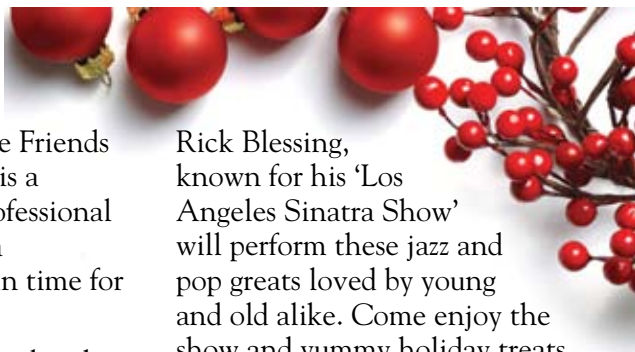 e Friends
is a
ofessional
n time for
Rick Blessing,
known for his ‘Los
Angeles Sinatra Show’
will perform these jazz and
pop greats loved by young
and old alike. Come enjoy the
show and yummy holiday treats